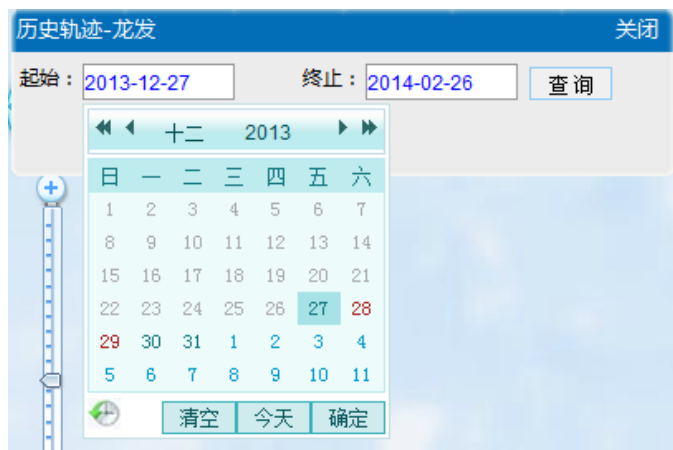 历史轨迹-龙发 关闭
起始： 2013-12-27 终止： 2014-02-26 查 询
十二 2013
日 一 二 三 四 五 六
1 2 3 4 5 6 7
8 9 10 11 12 13 14
15 16 17 18 19 20 21
22 23 24 25 26 27 28
29 30 31 1 2 3 4
5 6 7 8 9 10 11
清空 今天 确定